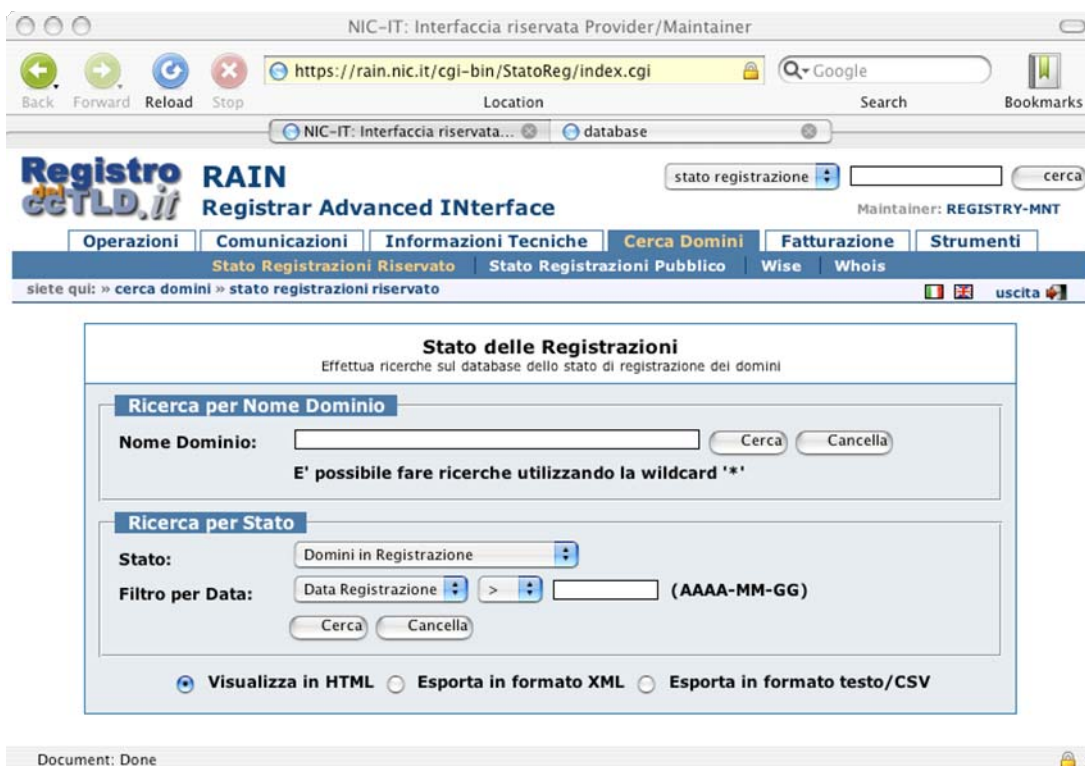 NIC-IT: Interfaccia riservata Provider/Maintainer
https://rain.nic.it/cgi-bin/StatoReg/index.cgi Google
Back Forward Reload Stop Location Search Bookmarks
NIC-IT: Interfaccia riservata... database
Registro del ccTLD.it
RAIN
Registrar Advanced INterface
stato registrazione cerca
Maintainer: REGISTRY-MNT
Operazioni Comunicazioni Informazioni Tecniche Cerca Domini Fatturazione Strumenti
Stato Registrazioni Riservato Stato Registrazioni Pubblico Wise Whois
siete qui: » cerca domini » stato registrazioni riservato uscita
Stato delle Registrazioni
Effettua ricerche sul database dello stato di registrazione dei domini
Ricerca per Nome Dominio
Nome Dominio: Cerca Cancella
E' possibile fare ricerche utilizzando la wildcard '*'
Ricerca per Stato
Stato: Domini in Registrazione
Filtro per Data: Data Registrazione > (AAAA-MM-GG)
Cerca Cancella
Visualizza in HTML Esporta in formato XML Esporta in formato testo/CSV
Document: Done